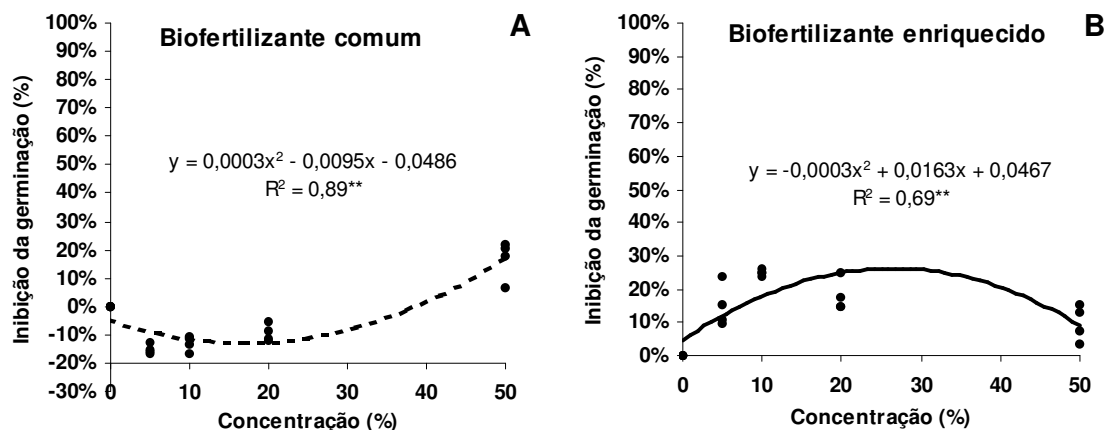 Biofertilizante comum
A
Inibição da germinação (%)
100%
90%
80%
70%
60%
50%
40%
30%
20%
10%
0%
-10%
-20%
-30%
y = 0,0003x² - 0,0095x - 0,0486
R² = 0,89**
0 10 20 30 40 50
Concentração (%)
Biofertilizante enriquecido
B
Inibição da germinação (%)
100%
90%
80%
70%
60%
50%
40%
30%
20%
10%
0%
y = -0,0003x² + 0,0163x + 0,0467
R² = 0,69**
0 10 20 30 40 50
Concentração (%)